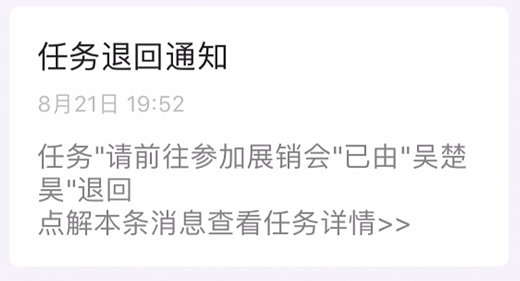 任务退回通知
8月21日 19:52
任务"请前往参加展销会"已由"吴楚
昊"退回
点解本条消息查看任务详情>>